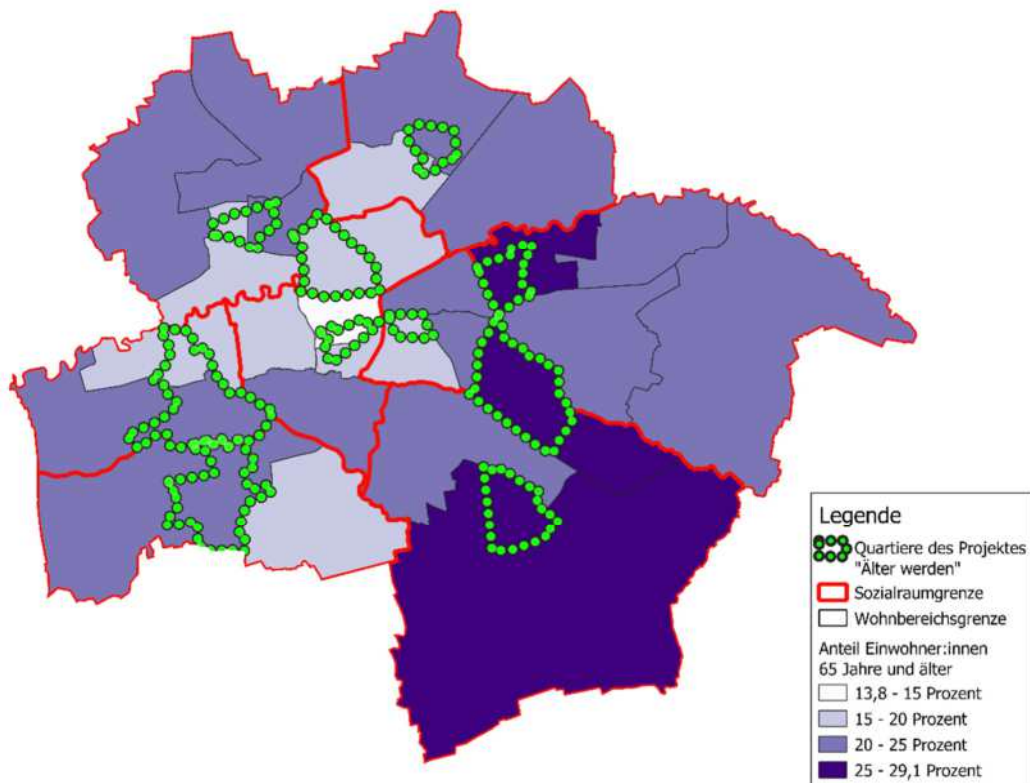 Legende
Quartiere des Projektes
"Älter werden"
Sozialraumgrenze
Wohnbereichsgrenze
Anteil Einwohner:innen
65 Jahre und älter
13,8 - 15 Prozent
15 - 20 Prozent
20 - 25 Prozent
25 - 29,1 Prozent